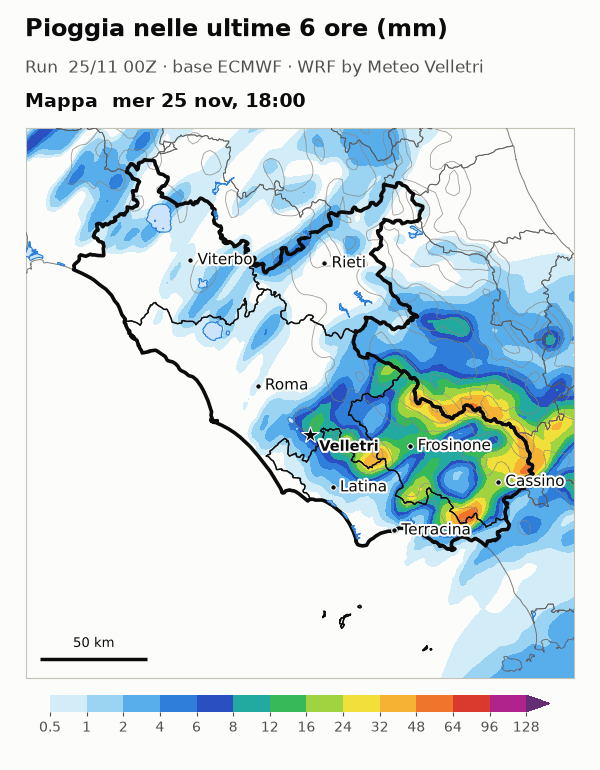 Pioggia nelle ultime 6 ore (mm)
Run  25/11 00Z · base ECMWF · WRF by Meteo Velletri
Mappa  mer 25 nov, 18:00
Viterbo
Rieti
Roma
Velletri
Frosinone
Latina
Cassino
Terracina
50 km
0.5 1 2 4 6 8 12 16 24 32 48 64 96 128